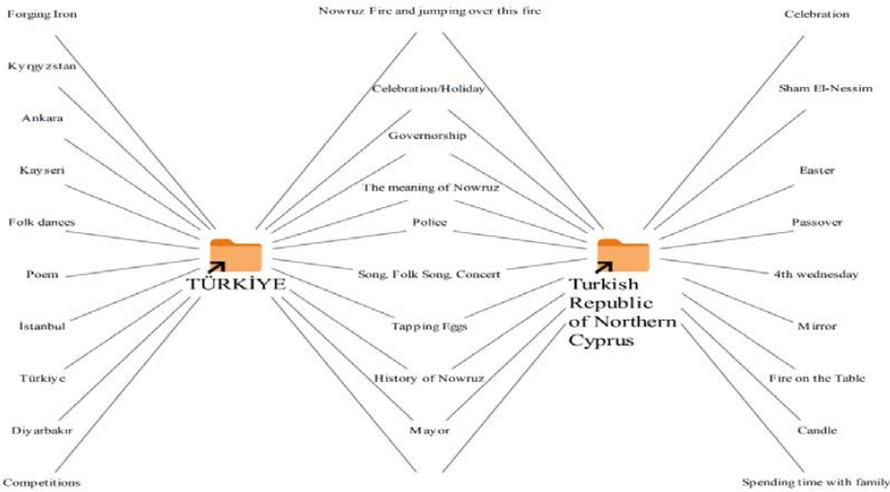 Forging Iron
Kyrgyzstan
Ankara
Kayseri
Folk dances
Poem
İstanbul
Türkiye
Diyarbakır
Competitions
TÜRKİYE
Nowruz Fire and jumping over this fire
Celebration/Holiday
Governorship
The meaning of Nowruz
Police
Song, Folk Song, Concert
Tapping Eggs
History of Nowruz
Mayor
Turkish
Republic
of Northern
Cyprus
Celebration
Sham El-Nessim
Easter
Passover
4th wednesday
Mirror
Fire on the Table
Candle
Spending time with family